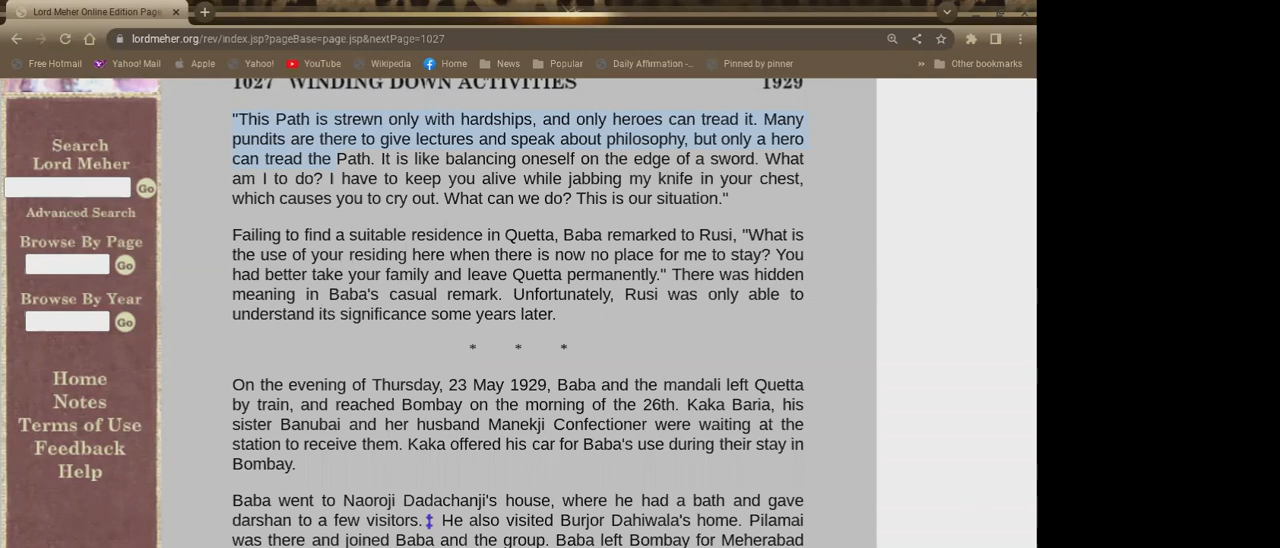 Lord Meher Online Edition Page
lordmeher.org/rev/index.jsp?pageBase=page.jsp&nextPage=1027
Free Hotmail Yahoo! Mail Apple Yahoo! YouTube Wikipedia Home News Popular Daily Affirmation -... Pinned by pinner » Other bookmarks
Search
Lord Meher
Go
Advanced Search
Browse By Page
Go
Browse By Year
Go
Home
Notes
Terms of Use
Feedback
Help
1027 WINDING DOWN ACTIVITIES 1929
"This Path is strewn only with hardships, and only heroes can tread it. Many
pundits are there to give lectures and speak about philosophy, but only a hero
can tread the Path. It is like balancing oneself on the edge of a sword. What
am I to do? I have to keep you alive while jabbing my knife in your chest,
which causes you to cry out. What can we do? This is our situation."
Failing to find a suitable residence in Quetta, Baba remarked to Rusi, "What is
the use of your residing here when there is now no place for me to stay? You
had better take your family and leave Quetta permanently." There was hidden
meaning in Baba's casual remark. Unfortunately, Rusi was only able to
understand its significance some years later.
* * *
On the evening of Thursday, 23 May 1929, Baba and the mandali left Quetta
by train, and reached Bombay on the morning of the 26th. Kaka Baria, his
sister Banubai and her husband Manekji Confectioner were waiting at the
station to receive them. Kaka offered his car for Baba's use during their stay in
Bombay.
Baba went to Naoroji Dadachanji's house, where he had a bath and gave
darshan to a few visitors.‡ He also visited Burjor Dahiwala's home. Pilamai
was there and joined Baba and the group. Baba left Bombay for Meherabad